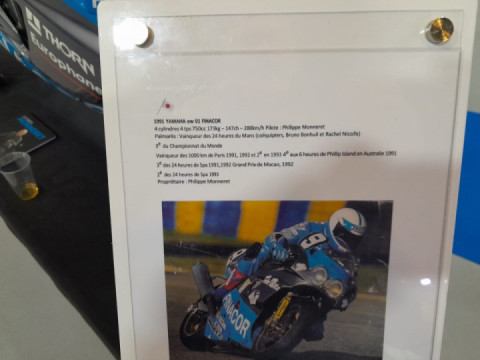 THORN
Europhane
1991 YAMAHA ow 01 FINACOR
4 cylindres 4 tps 750cc 173kg – 147ch – 288km/h Pilote : Philippe Monneret
Palmarès : Vainqueur des 24 heures du Mans (coéquipiers, Bruno Bonhuil et Rachel Nicotte)
3e du Championnat du Monde
Vainqueur des 1000 km de Paris 1991, 1992 et 2e en 1993 4e aux 6 heures de Phillip Island en Australie 1991
3e des 24 heures de Spa 1991,1992 Grand Prix de Macao, 1992
2e des 24 heures de Spa 1993
Propriétaire : Philippe Monneret
9
FINACOR